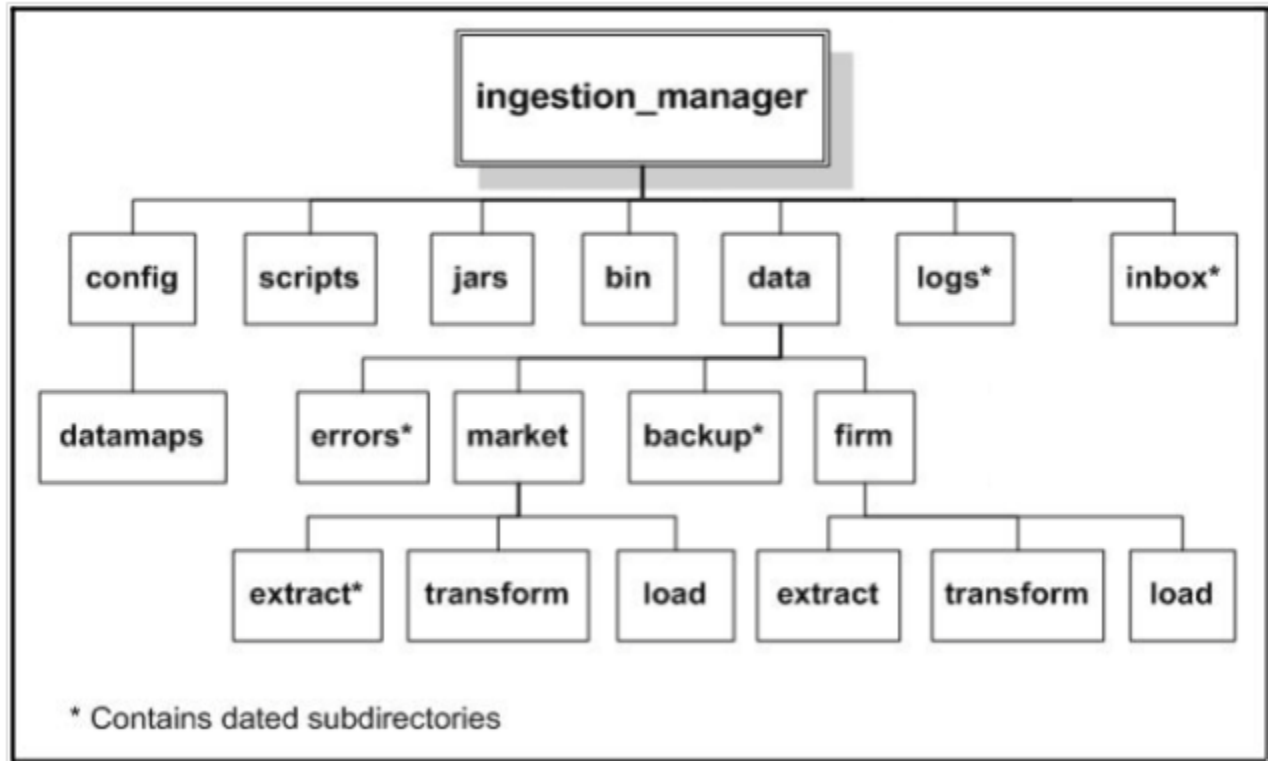 ingestion_manager
config scripts jars bin data logs* inbox*
datamaps errors* market backup* firm
extract* transform load extract transform load
* Contains dated subdirectories